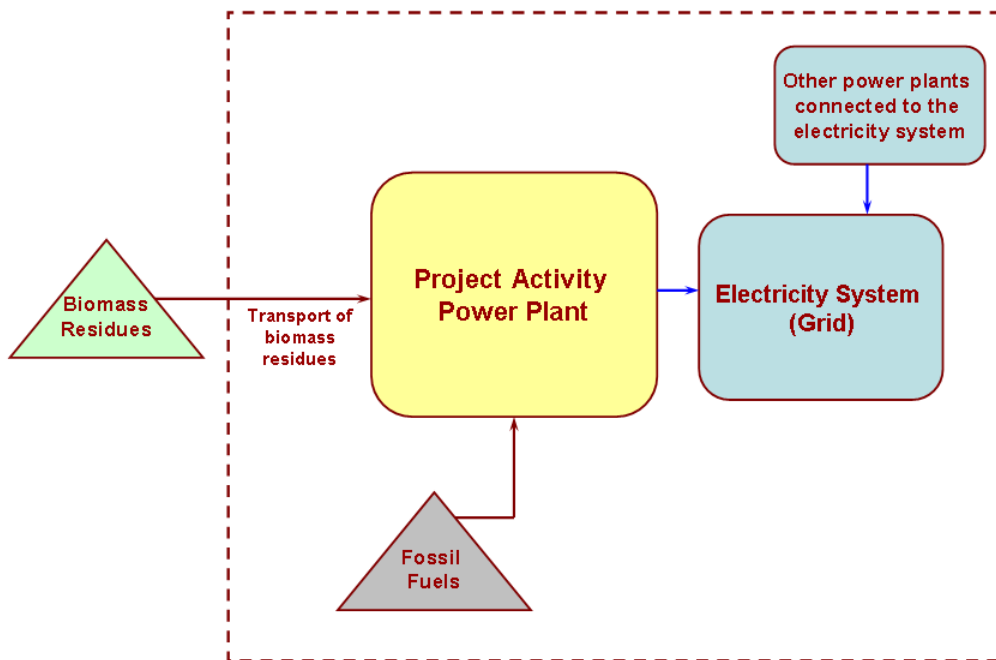 Other power plants
connected to the
electricity system
Project Activity
Power Plant
Electricity System
(Grid)
Biomass
Residues
Transport of
biomass
residues
Fossil
Fuels